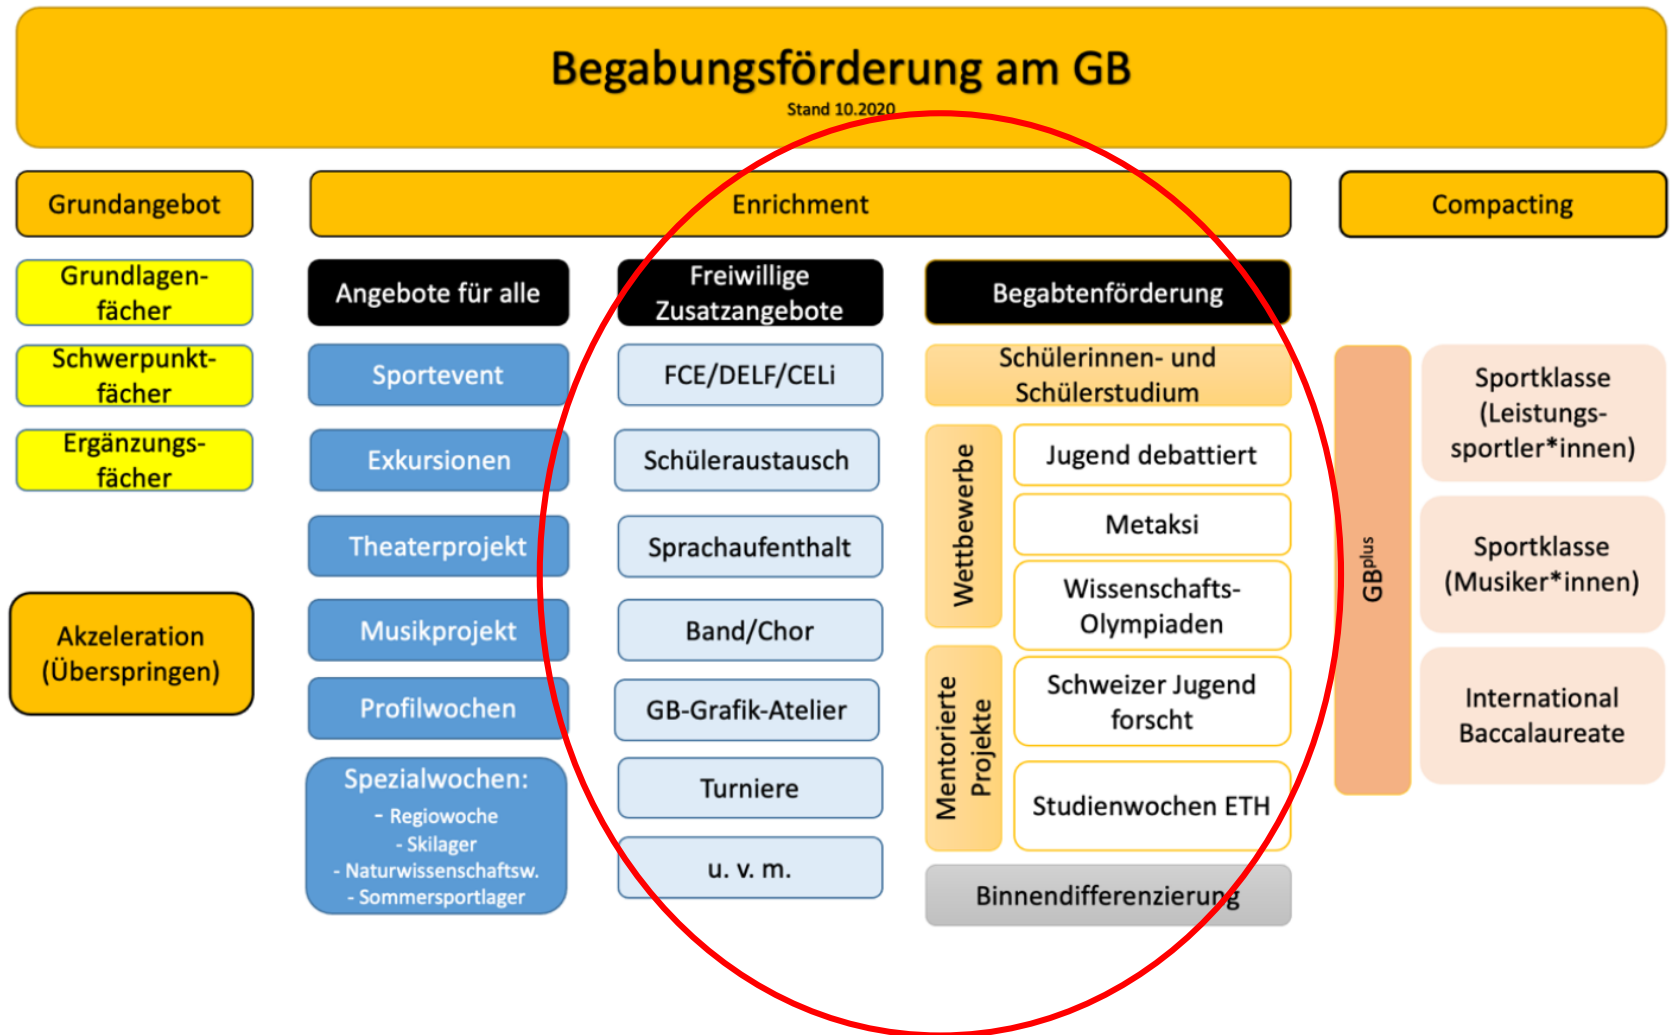 Begabungsförderung am GB
Stand 10.2020
Grundangebot
Enrichment
Compacting
Grundlagen-
fächer
Schwerpunkt-
fächer
Ergänzungs-
fächer
Akzeleration
(Überspringen)
Angebote für alle
Sportevent
Exkursionen
Theaterprojekt
Musikprojekt
Profilwochen
Spezialwochen:
- Regiowoche
- Skilager
- Naturwissenschaftsw.
- Sommersportlager
Freiwillige
Zusatzangebote
FCE/DELF/CELi
Schüleraustausch
Sprachaufenthalt
Band/Chor
GB-Grafik-Atelier
Turniere
u. v. m.
Begabtenförderung
Schülerinnen- und
Schülerstudium
Wettbewerbe
Jugend debattiert
Metaksi
Wissenschafts-
Olympiaden
Mentorierte
Projekte
Schweizer Jugend
forscht
Studienwochen ETH
Binnendifferenzierung
GBplus
Sportklasse
(Leistungs-
sportler*innen)
Sportklasse
(Musiker*innen)
International
Baccalaureate